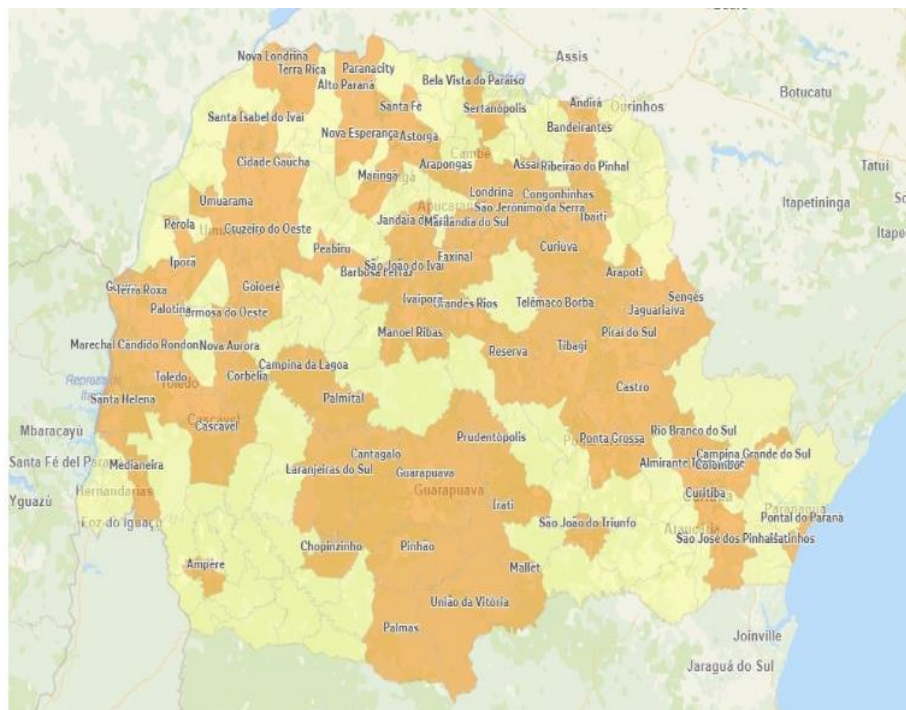 Nova Londrina
Terra Rica
Paranacity
Alto Paraná
Bela Vista do Paraíso
Assis
Botucatu
Santa Fé
Sertanópolis
Andirá
Ourinhos
Santa Isabel do Ivaí
Nova Esperança
Astorga
Bandeirantes
Cambé
Tatuí
Cidade Gaúcha
Arapongas
Assaí
Ribeirão do Pinhal
Maringá
Umuarama
Londrina
Congonhinhas
Itapetininga
Apucarana
São Jerônimo da Serra
Perola
Cruzeiro do Oeste
Jandaia do Sul
Marilândia do Sul
Ibaiti
Peabiru
Curiúva
Iporã
Barbosa Ferraz
São João do Ivaí
Faxinal
Arapoti
Terra Roxa
Goioerê
Ivaiporã
Grandes Rios
Telêmaco Borba
Sengés
Palotina
Formosa do Oeste
Jaguariaíva
Manoel Ribas
Piraí do Sul
Marechal Cândido Rondon
Nova Aurora
Reserva
Tibagi
Campina da Lagoa
Toledo
Toledo
Corbélia
Castro
Santa Helena
Palmital
Cascavel
Cascavel
Mbaracayú
Prudentópolis
Rio Branco do Sul
Ponta Grossa
Medianeira
Cantagalo
Campina Grande do Sul
Santa Fé del Paraná
Laranjeiras do Sul
Guarapuava
Colombo
Hernandarias
Guarapuava
Curitiba
Yguazú
Irati
Paranaguá
Foz do Iguaçu
São João do Triunfo
Araucária
Pontal do Paraná
Chopinzinho
Pinhão
São José dos Pinhais
Matinhos
Ampére
Mallet
União da Vitória
Palmas
Joinville
Jaraguá do Sul